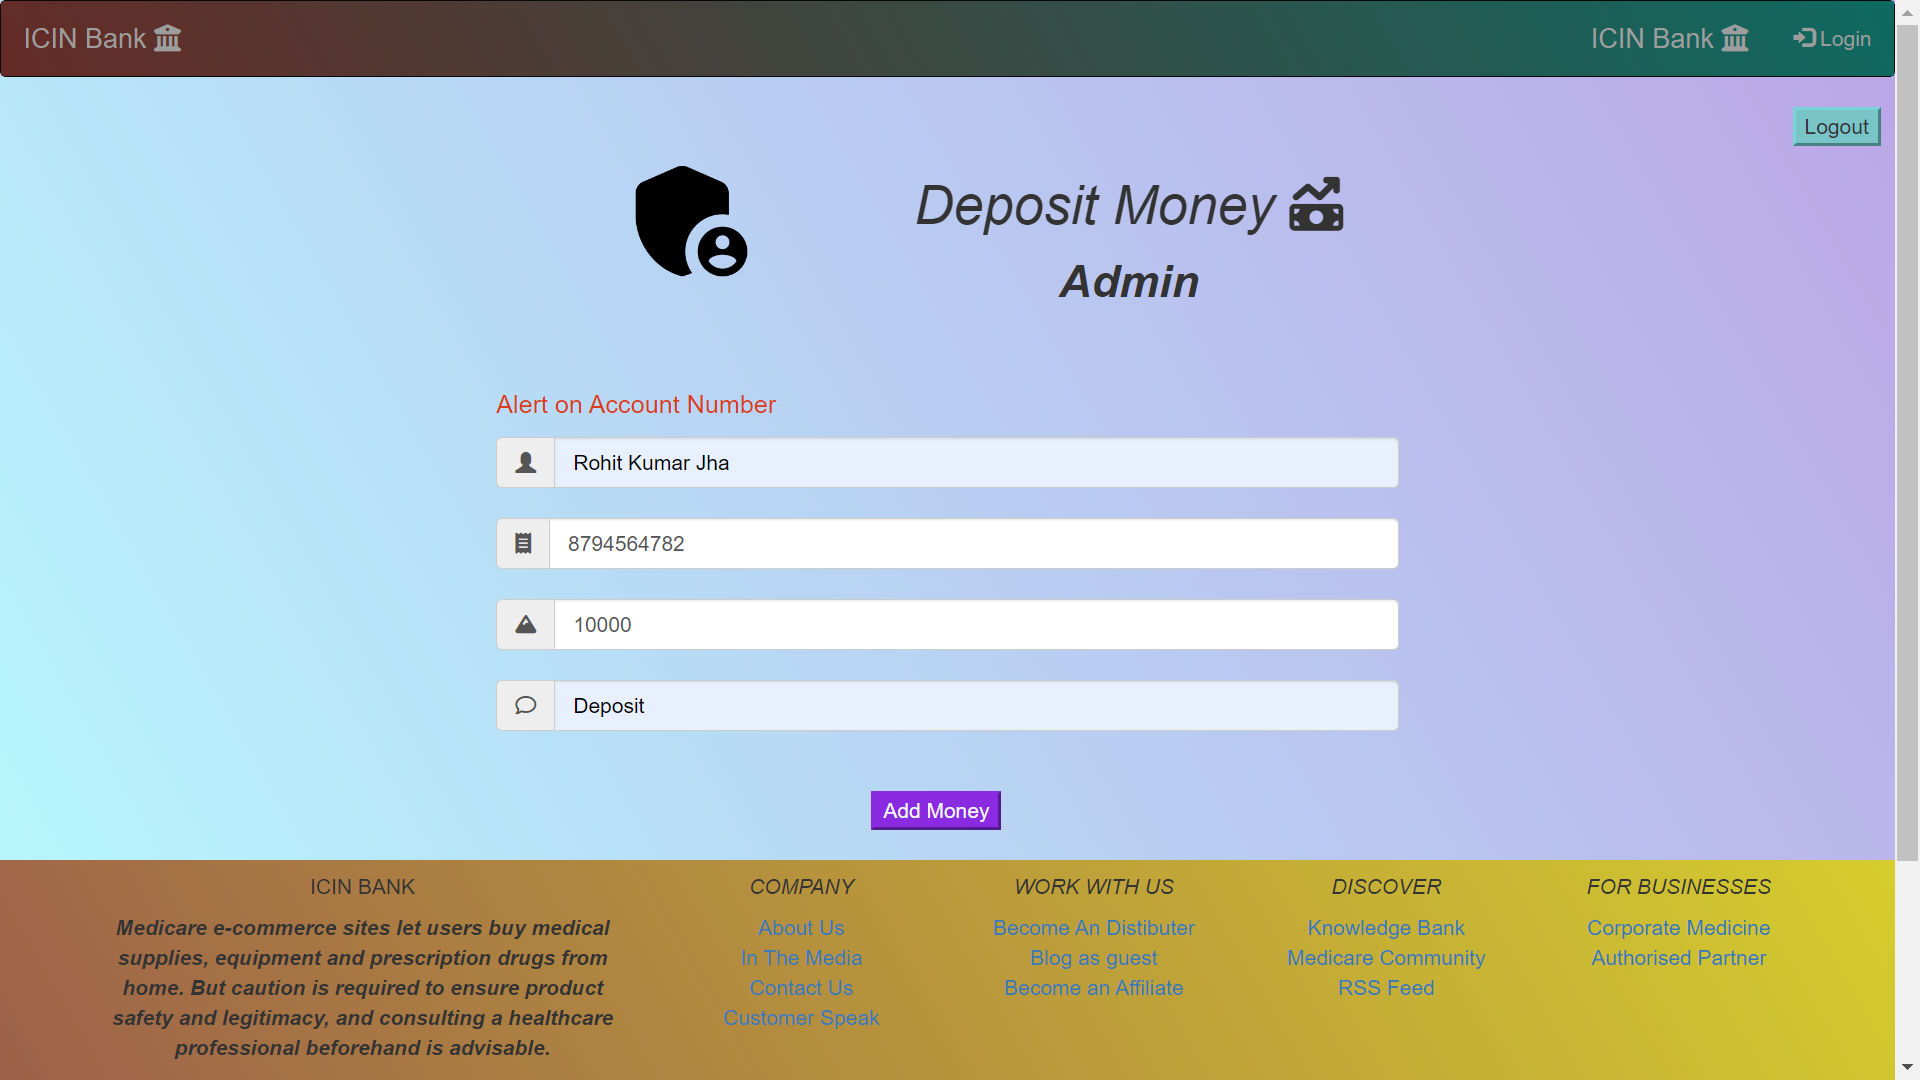 ICIN Bank
ICIN Bank
Login
Logout
Deposit Money
Admin
Alert on Account Number
Rohit Kumar Jha
8794564782
10000
Deposit
Add Money
ICIN BANK
Medicare e-commerce sites let users buy medical
supplies, equipment and prescription drugs from
home. But caution is required to ensure product
safety and legitimacy, and consulting a healthcare
professional beforehand is advisable.
COMPANY
About Us
In The Media
Contact Us
Customer Speak
WORK WITH US
Become An Distibuter
Blog as guest
Become an Affiliate
DISCOVER
Knowledge Bank
Medicare Community
RSS Feed
FOR BUSINESSES
Corporate Medicine
Authorised Partner